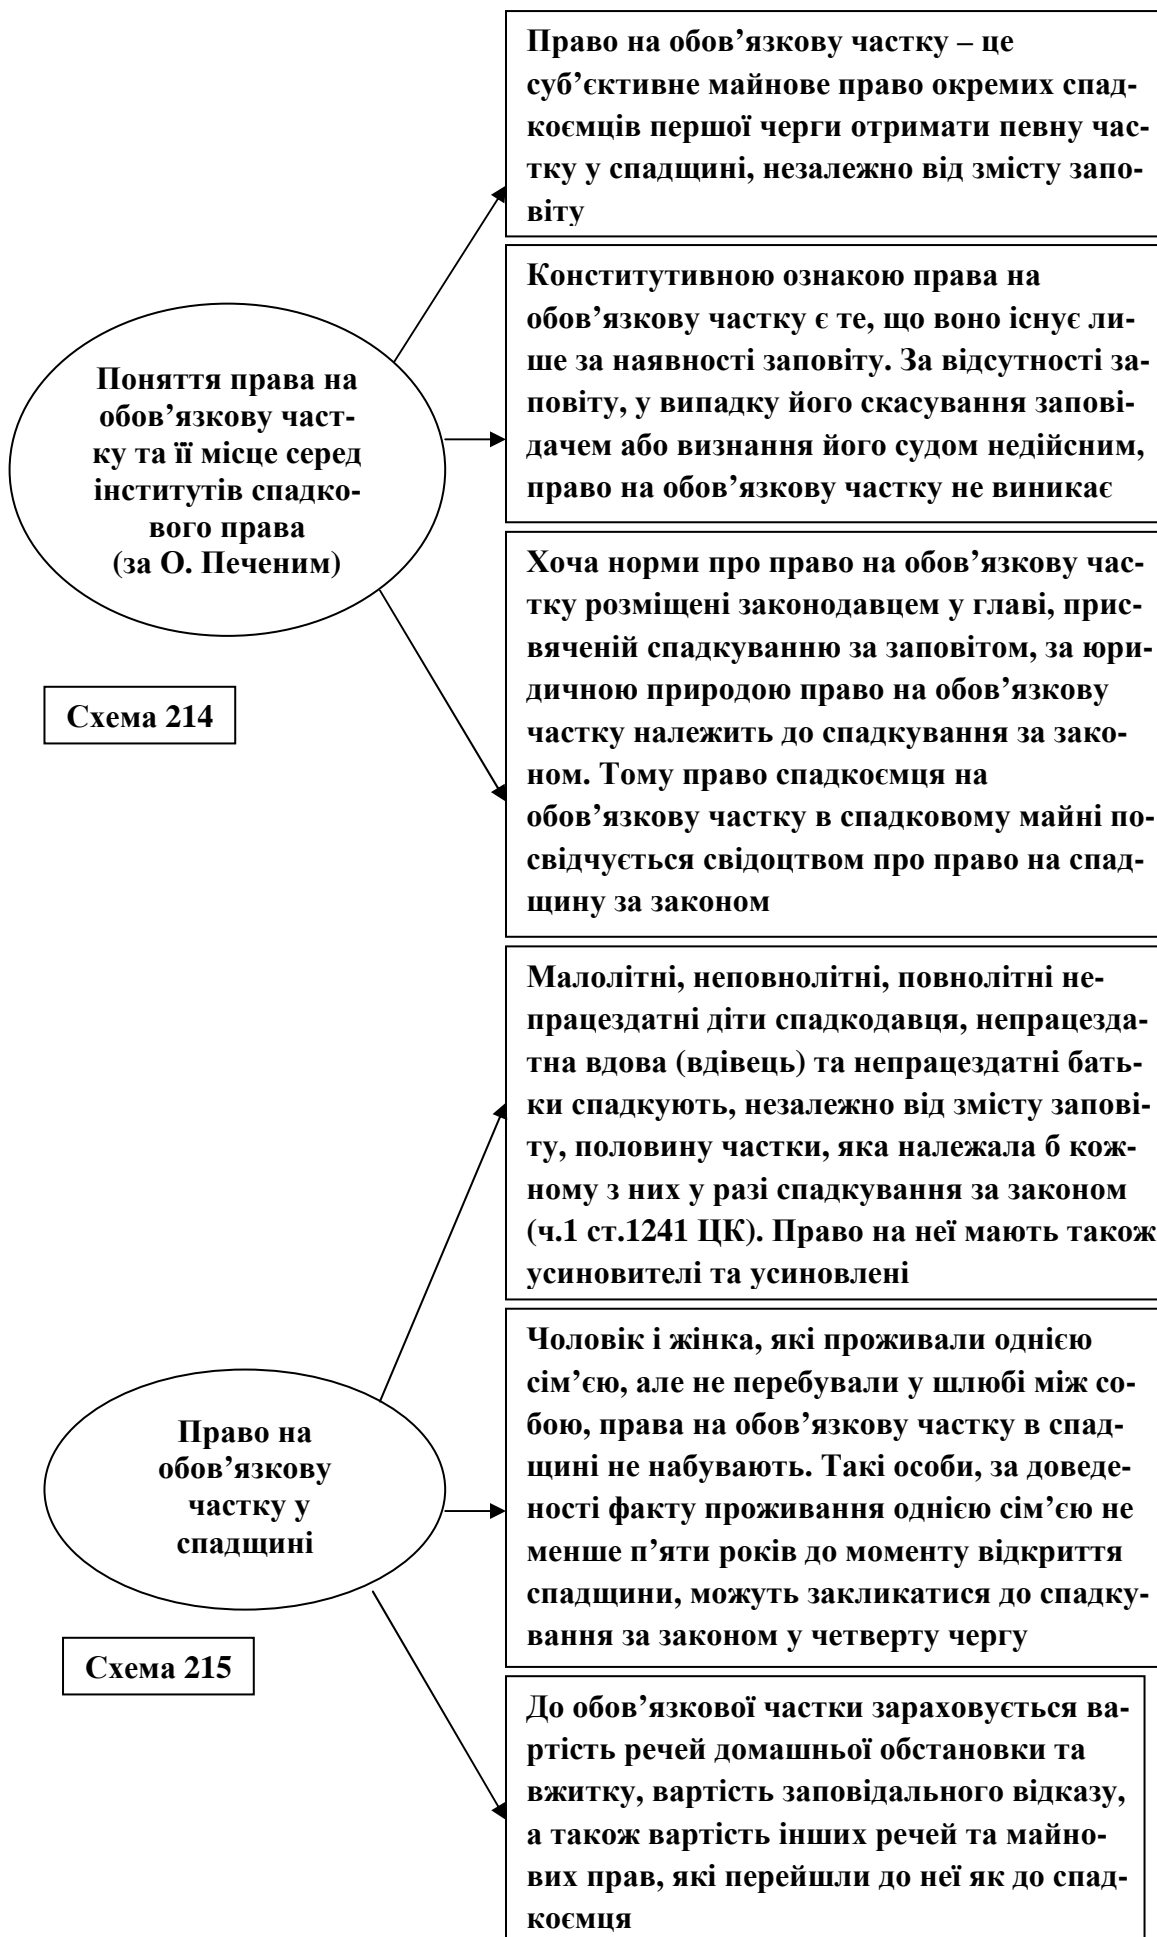 Право на обов’язкову частку – це
суб’єктивне майнове право окремих спад-
коємців першої черги отримати певну час-
тку у спадщині, незалежно від змісту запо-
віту
Конститутивною ознакою права на
обов’язкову частку є те, що воно існує ли-
ше за наявності заповіту. За відсутності за-
повіту, у випадку його скасування запові-
дачем або визнання його судом недійсним,
право на обов’язкову частку не виникає
Поняття права на
обов’язкову част-
ку та її місце серед
інститутів спадко-
вого права
(за О. Печеним)
Хоча норми про право на обов’язкову час-
тку розміщені законодавцем у главі, прис-
вяченій спадкуванню за заповітом, за юри-
дичною природою право на обов’язкову
частку належить до спадкування за зако-
ном. Тому право спадкоємця на
обов’язкову частку в спадковому майні по-
свідчується свідоцтвом про право на спад-
щину за законом
Схема 214
Малолітні, неповнолітні, повнолітні не-
працездатні діти спадкодавця, непрацезда-
тна вдова (вдівець) та непрацездатні бать-
ки спадкують, незалежно від змісту запові-
ту, половину частки, яка належала б кож-
ному з них у разі спадкування за законом
(ч.1 ст.1241 ЦК). Право на неї мають також
усиновителі та усиновлені
Чоловік і жінка, які проживали однією
сім’єю, але не перебували у шлюбі між со-
бою, права на обов’язкову частку в спад-
щині не набувають. Такі особи, за доведе-
ності факту проживання однією сім’єю не
менше п’яти років до моменту відкриття
спадщини, можуть закликатися до спадку-
вання за законом у четверту чергу
Право на
обов’язкову
частку у
спадщині
Схема 215
До обов’язкової частки зараховується ва-
ртість речей домашньої обстановки та
вжитку, вартість заповідального відказу,
а також вартість інших речей та майно-
вих прав, які перейшли до неї як до спад-
коємця